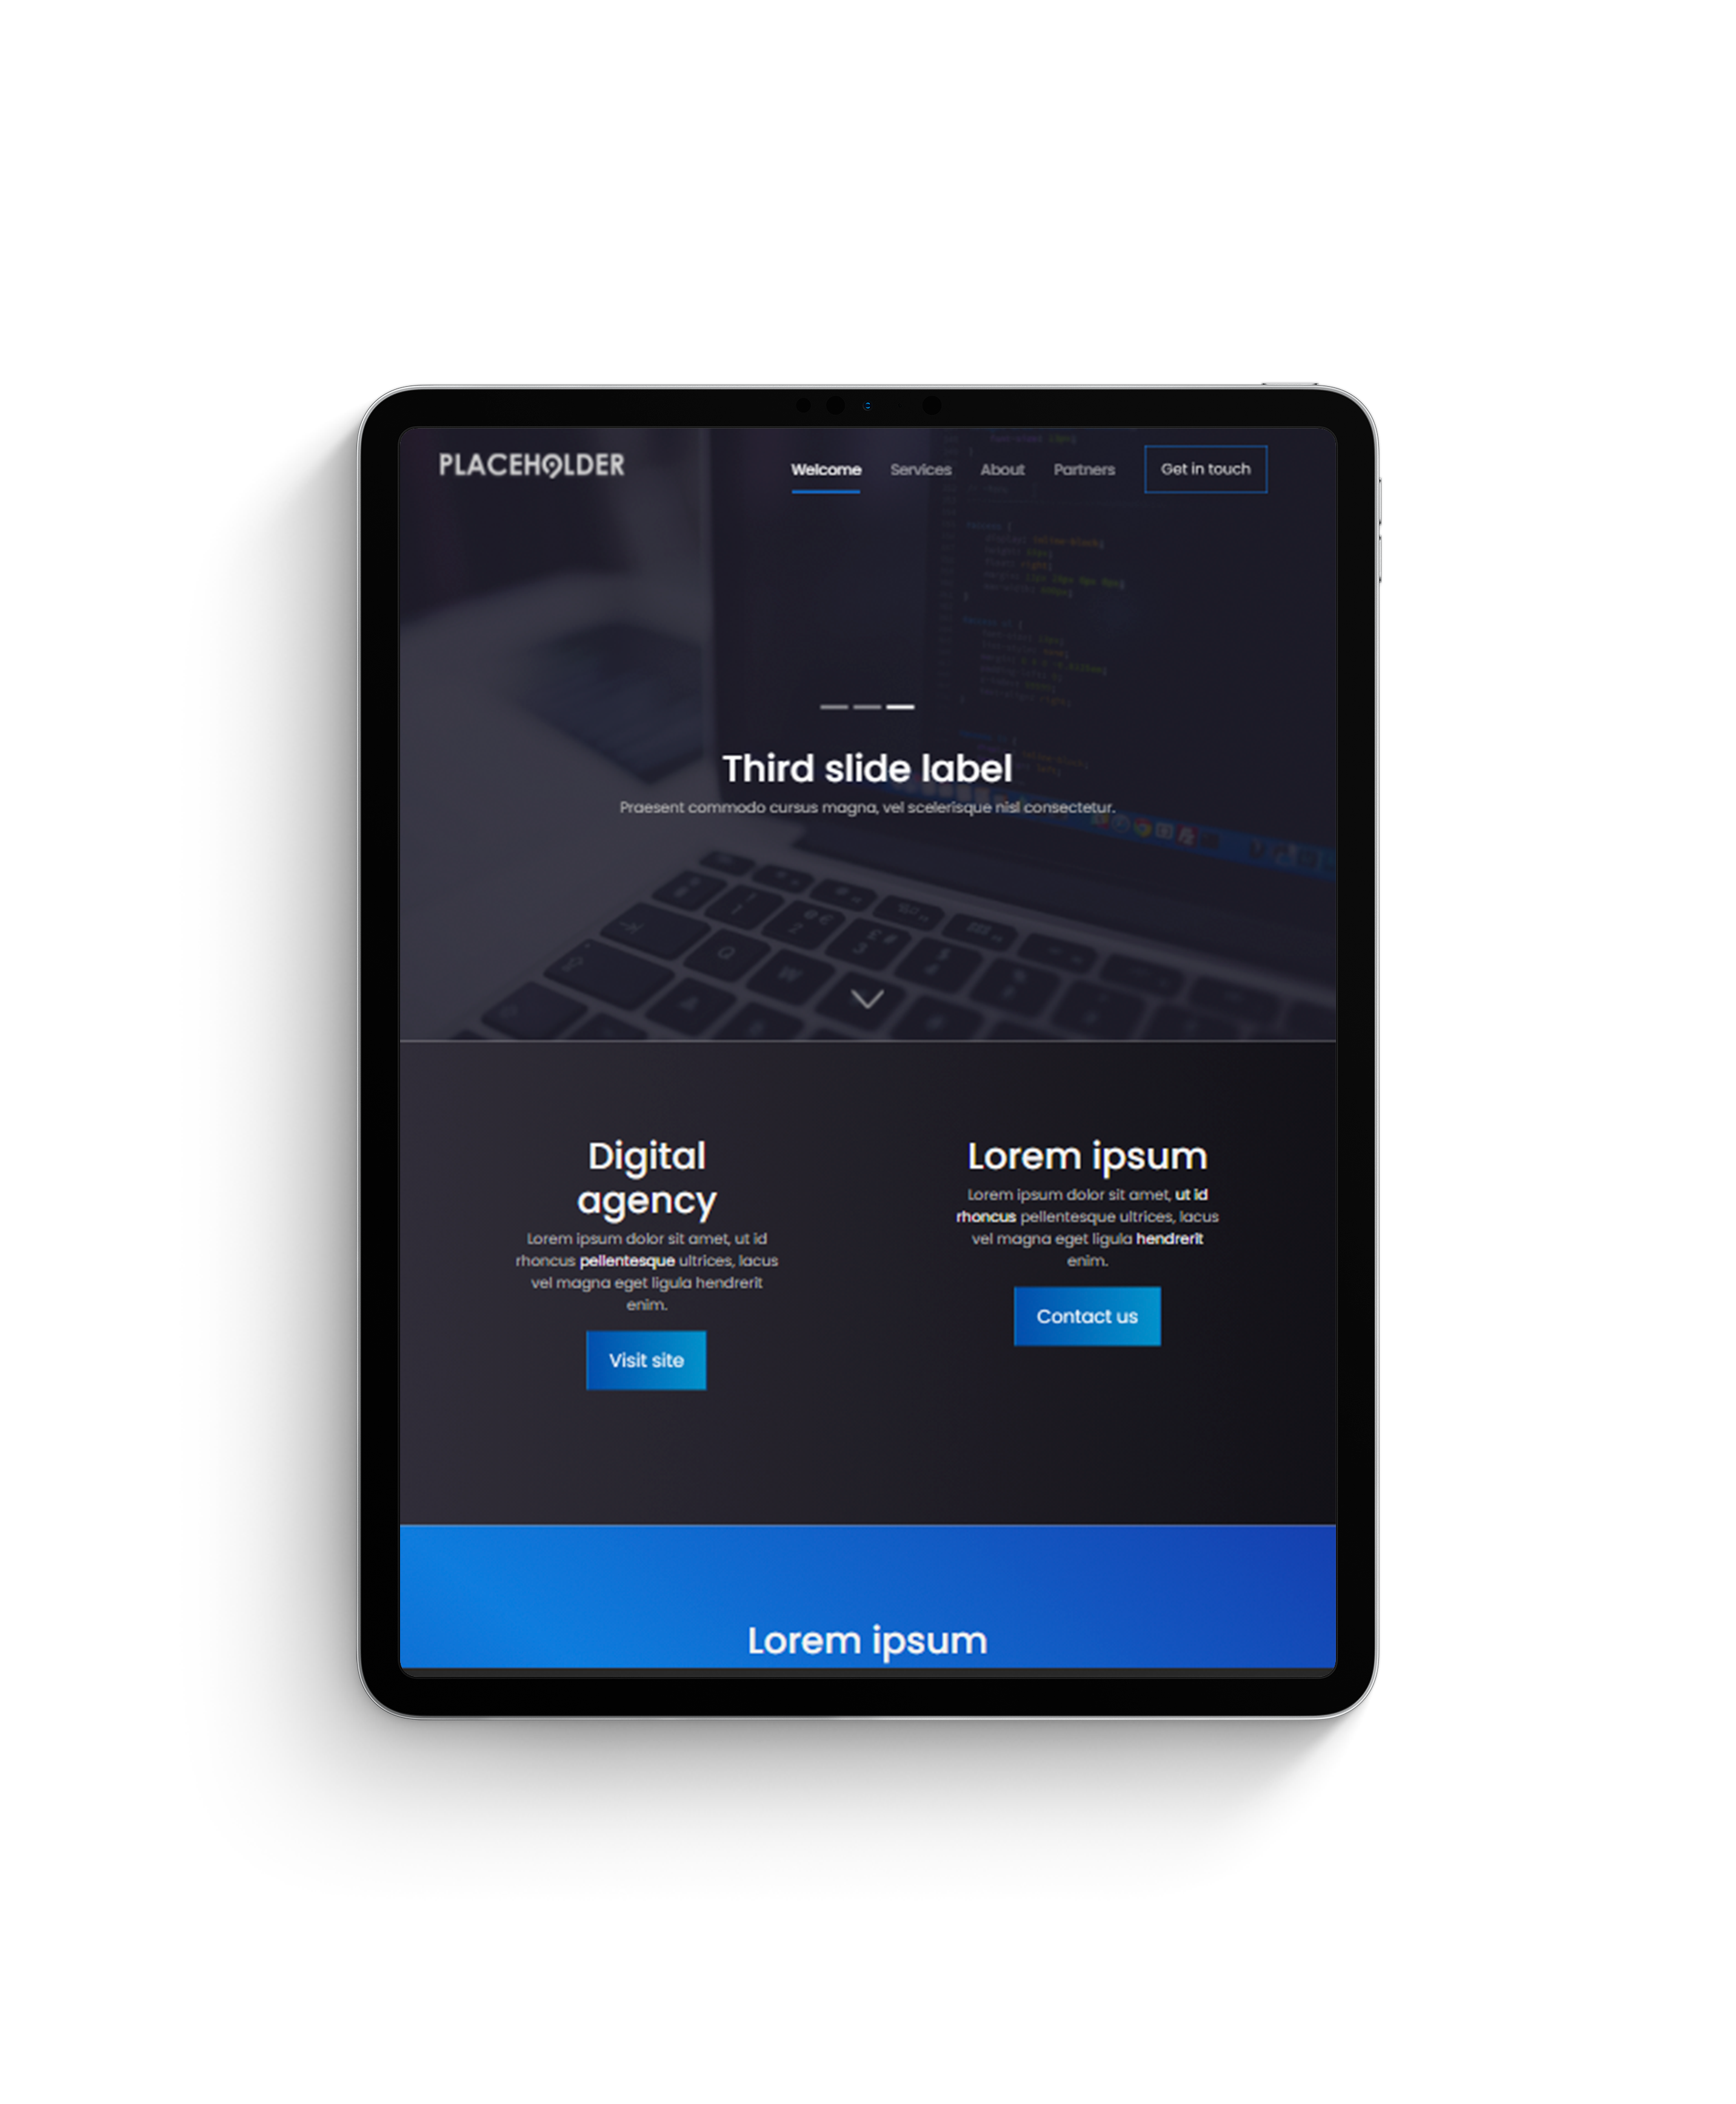 PLACEHOLDER
Welcome Services About Partners Get in touch
Third slide label
Praesent commodo cursus magna, vel scelerisque nisl consectetur.
Digital
agency
Lorem ipsum dolor sit amet, ut id
rhoncus pellentesque ultrices, lacus
vel magna eget ligula hendrerit
enim.
Visit site
Lorem ipsum
Lorem ipsum dolor sit amet, ut id
rhoncus pellentesque ultrices, lacus
vel magna eget ligula hendrerit
enim.
Contact us
Lorem ipsum